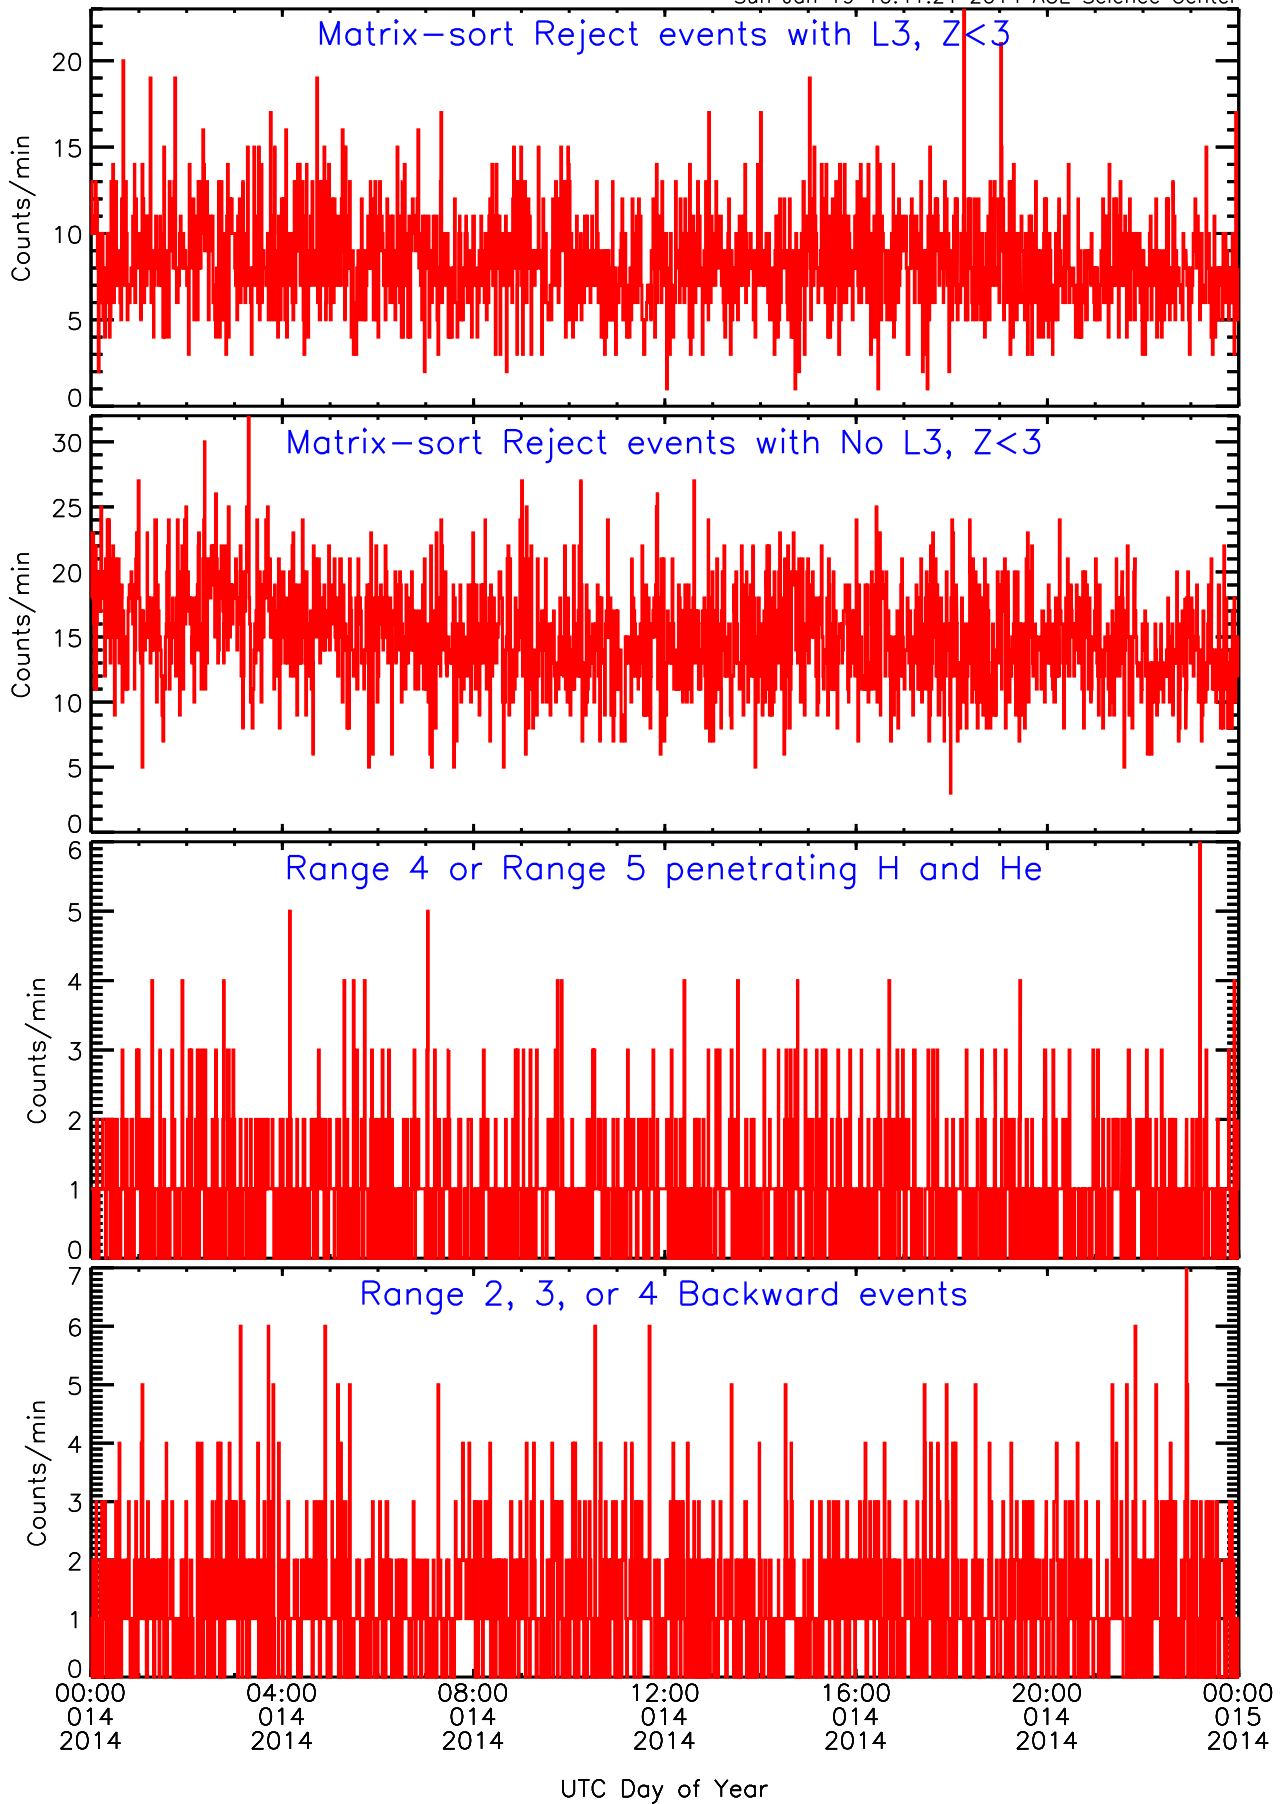 Matrix-sort Reject events with L3, Z<3
20
15
10
5
0
Counts/min
Matrix-sort Reject events with No L3, Z<3
30
25
20
15
10
5
0
Counts/min
Range 4 or Range 5 penetrating H and He
6
5
4
3
2
1
0
Counts/min
Range 2, 3, or 4 Backward events
7
6
5
4
3
2
1
0
Counts/min
00:00 04:00 08:00 12:00 16:00 20:00 00:00
014 014 014 014 014 014 015
2014 2014 2014 2014 2014 2014 2014
UTC Day of Year